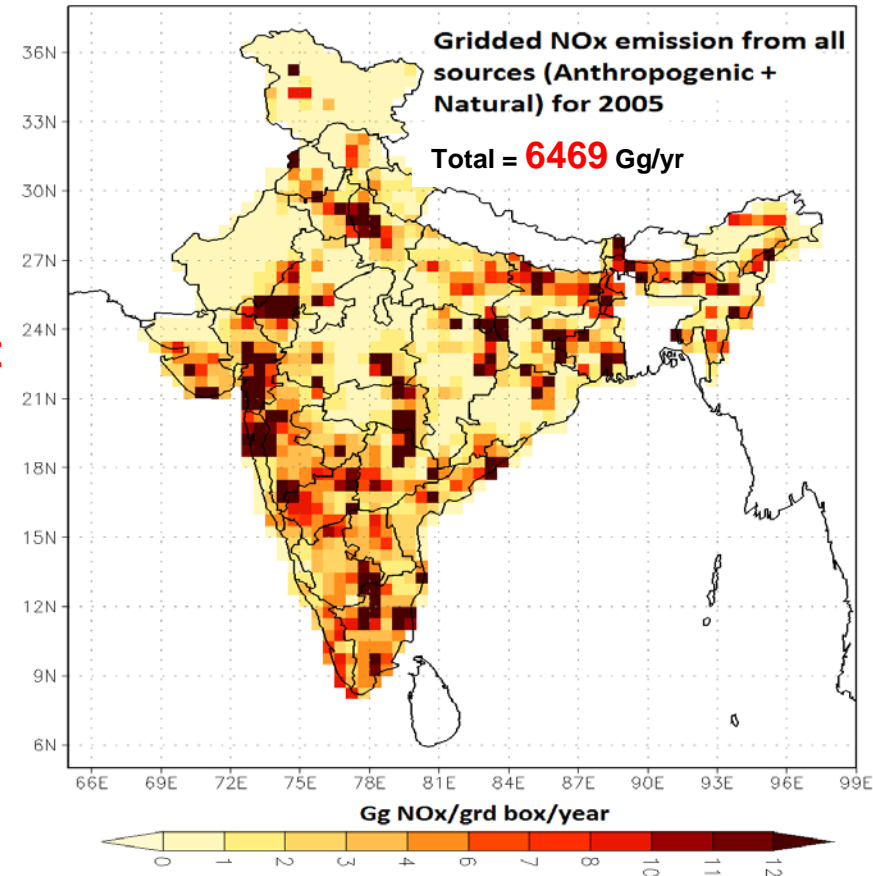 Gridded NOx emission from all
sources (Anthropogenic +
Natural) for 2005
Total = 6469 Gg/yr
36N
33N
30N
27N
24N
21N
18N
15N
12N
9N
6N
66E 69E 72E 75E 78E 81E 84E 87E 90E 93E 96E 99E
Gg NOx/grd box/year
0 1 2 3 4 6 7 8 10 11 12